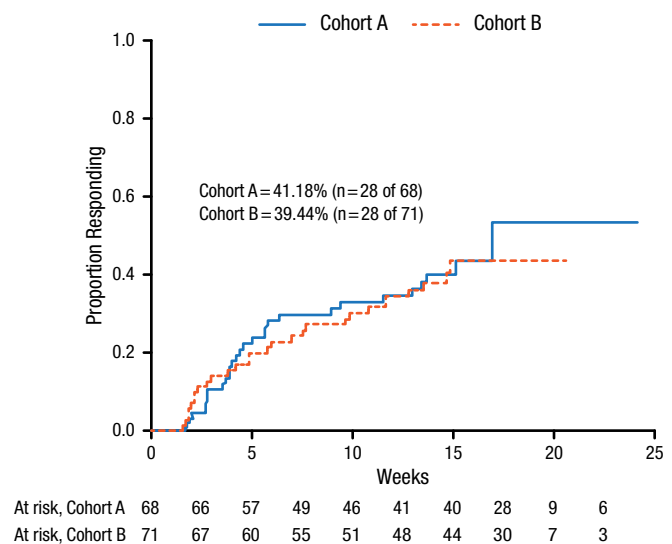 Cohort A Cohort B
1.0
0.8
0.6
0.4
0.2
0.0
Proportion Responding
Cohort A = 41.18% (n = 28 of 68)
Cohort B = 39.44% (n = 28 of 71)
0 5 10 15 20 25
Weeks
At risk, Cohort A 68 66 57 49 46 41 40 28 9 6
At risk, Cohort B 71 67 60 55 51 48 44 30 7 3